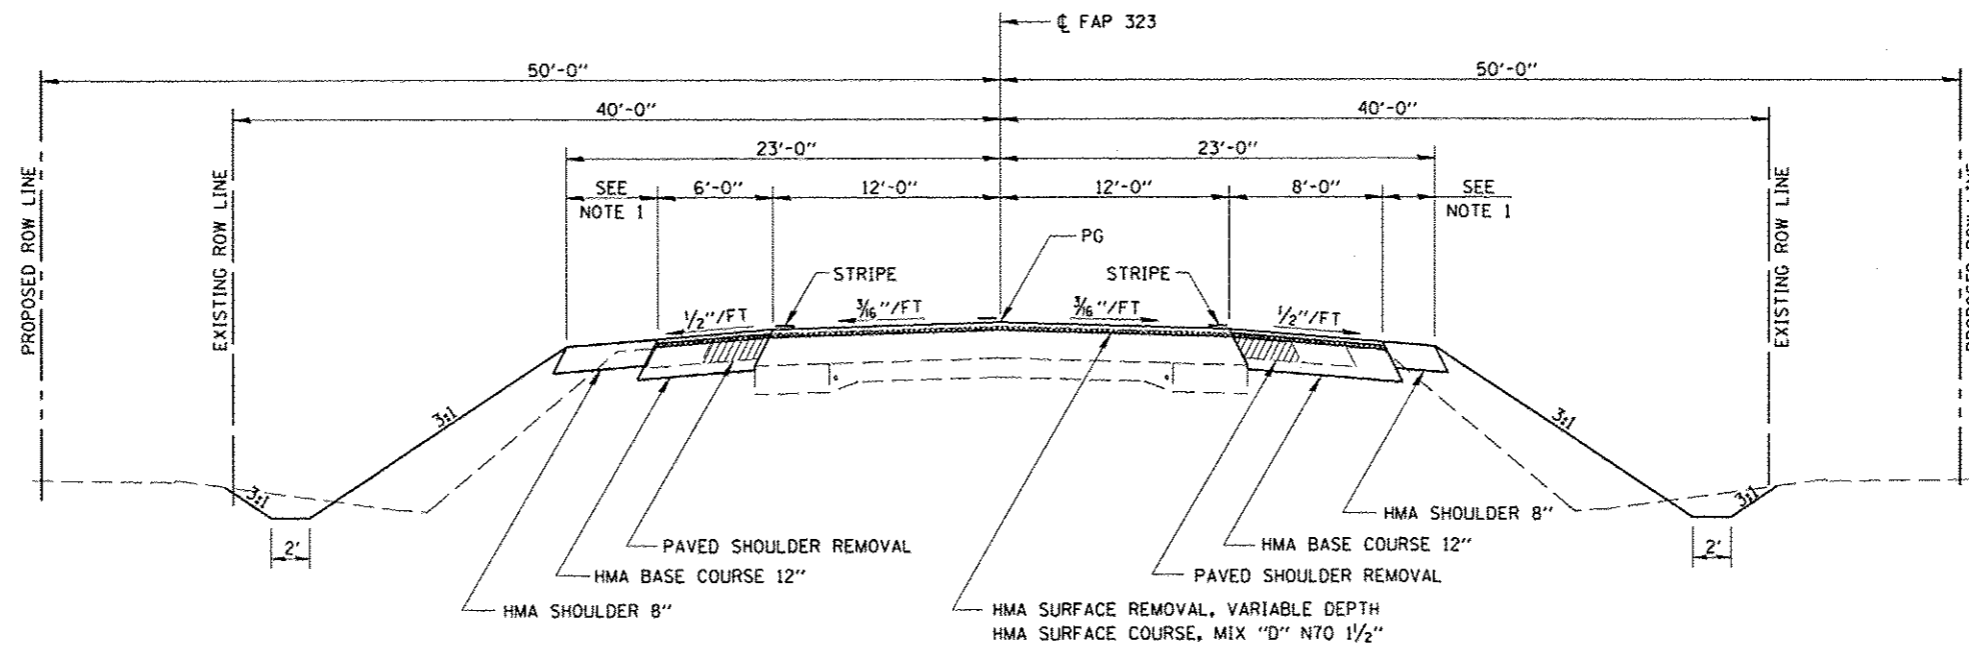 ℄ FAP 323
50'-0"
50'-0"
40'-0"
40'-0"
23'-0"
23'-0"
SEE
NOTE 1
6'-0"
12'-0"
12'-0"
8'-0"
SEE
NOTE 1
PROPOSED ROW LINE
EXISTING ROW LINE
EXISTING ROW LINE
PROPOSED ROW LINE
PG
STRIPE
STRIPE
1/2"/FT
3/16"/FT
3/16"/FT
1/2"/FT
3:1
3:1
3:1
3:1
2'
2'
PAVED SHOULDER REMOVAL
HMA BASE COURSE 12"
HMA SHOULDER 8"
HMA SHOULDER 8"
HMA BASE COURSE 12"
PAVED SHOULDER REMOVAL
HMA SURFACE REMOVAL, VARIABLE DEPTH
HMA SURFACE COURSE, MIX "D" N70 1 1/2"